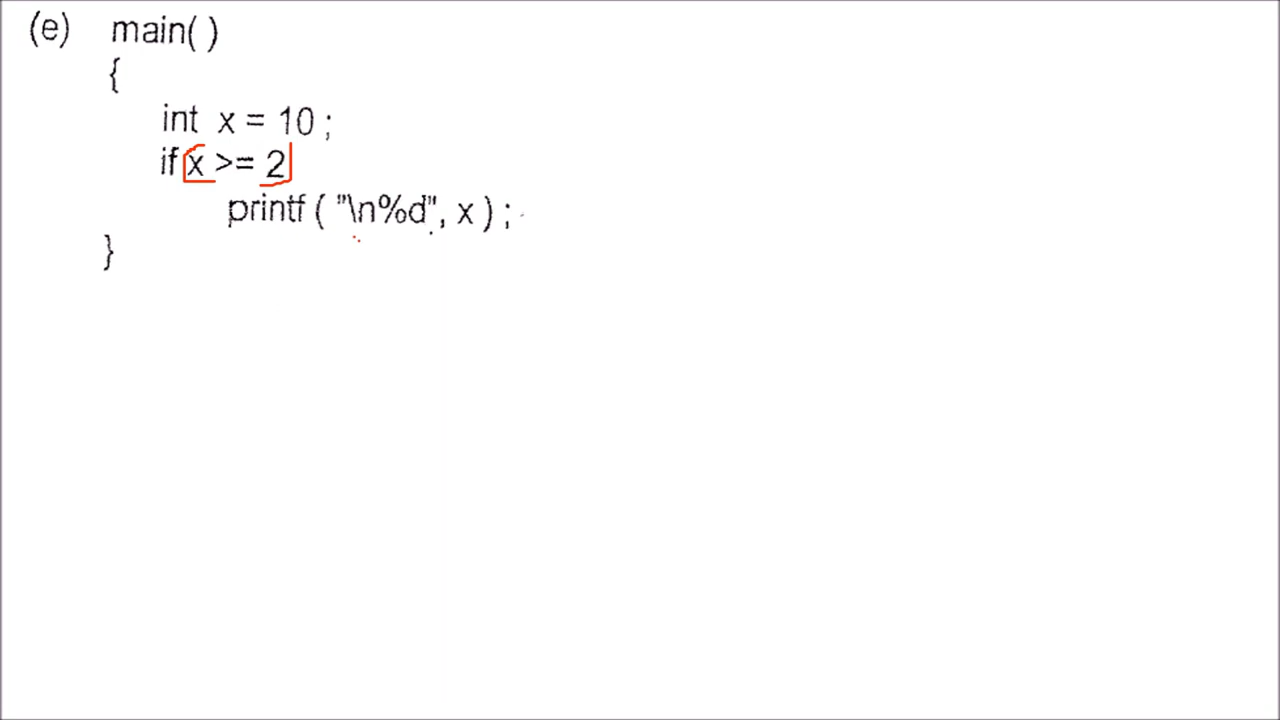 (e) main( )
{
int x = 10 ;
if x >= 2
printf ( "\n%d", x ) ;
}